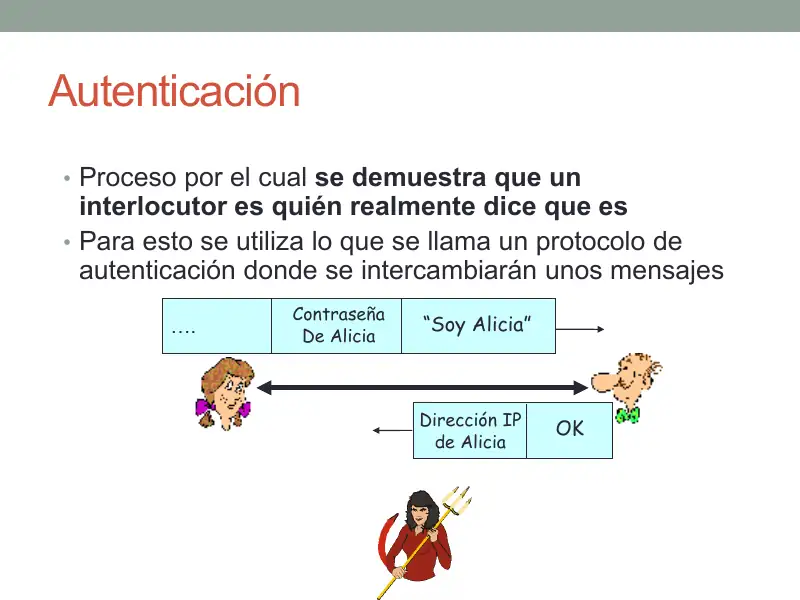 Autenticación
• Proceso por el cual se demuestra que un
interlocutor es quién realmente dice que es
• Para esto se utiliza lo que se llama un protocolo de
autenticación donde se intercambiarán unos mensajes
....
Contraseña
De Alicia
“Soy Alicia”
Dirección IP
de Alicia
OK